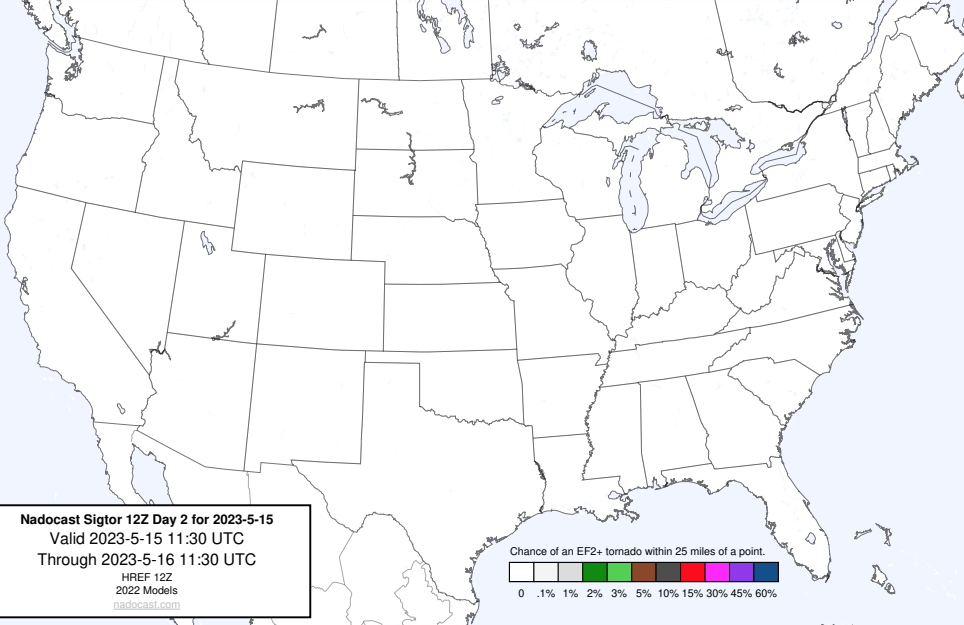 Nadocast Sigtor 12Z Day 2 for 2023-5-15
Valid 2023-5-15 11:30 UTC
Through 2023-5-16 11:30 UTC
HREF 12Z
2022 Models
nadocast.com
Chance of an EF2+ tornado within 25 miles of a point.
0 .1% 1% 2% 3% 5% 10% 15% 30% 45% 60%